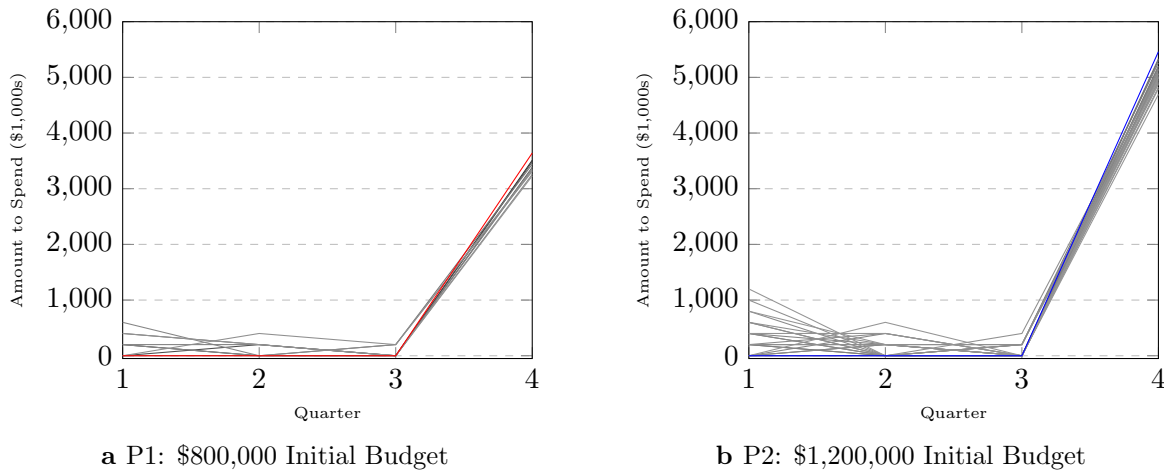 6,000
5,000
4,000
3,000
2,000
1,000
0
1 2 3 4
Amount to Spend ($1,000s)
Quarter
a P1: $800,000 Initial Budget
6,000
5,000
4,000
3,000
2,000
1,000
0
1 2 3 4
Amount to Spend ($1,000s)
Quarter
b P2: $1,200,000 Initial Budget